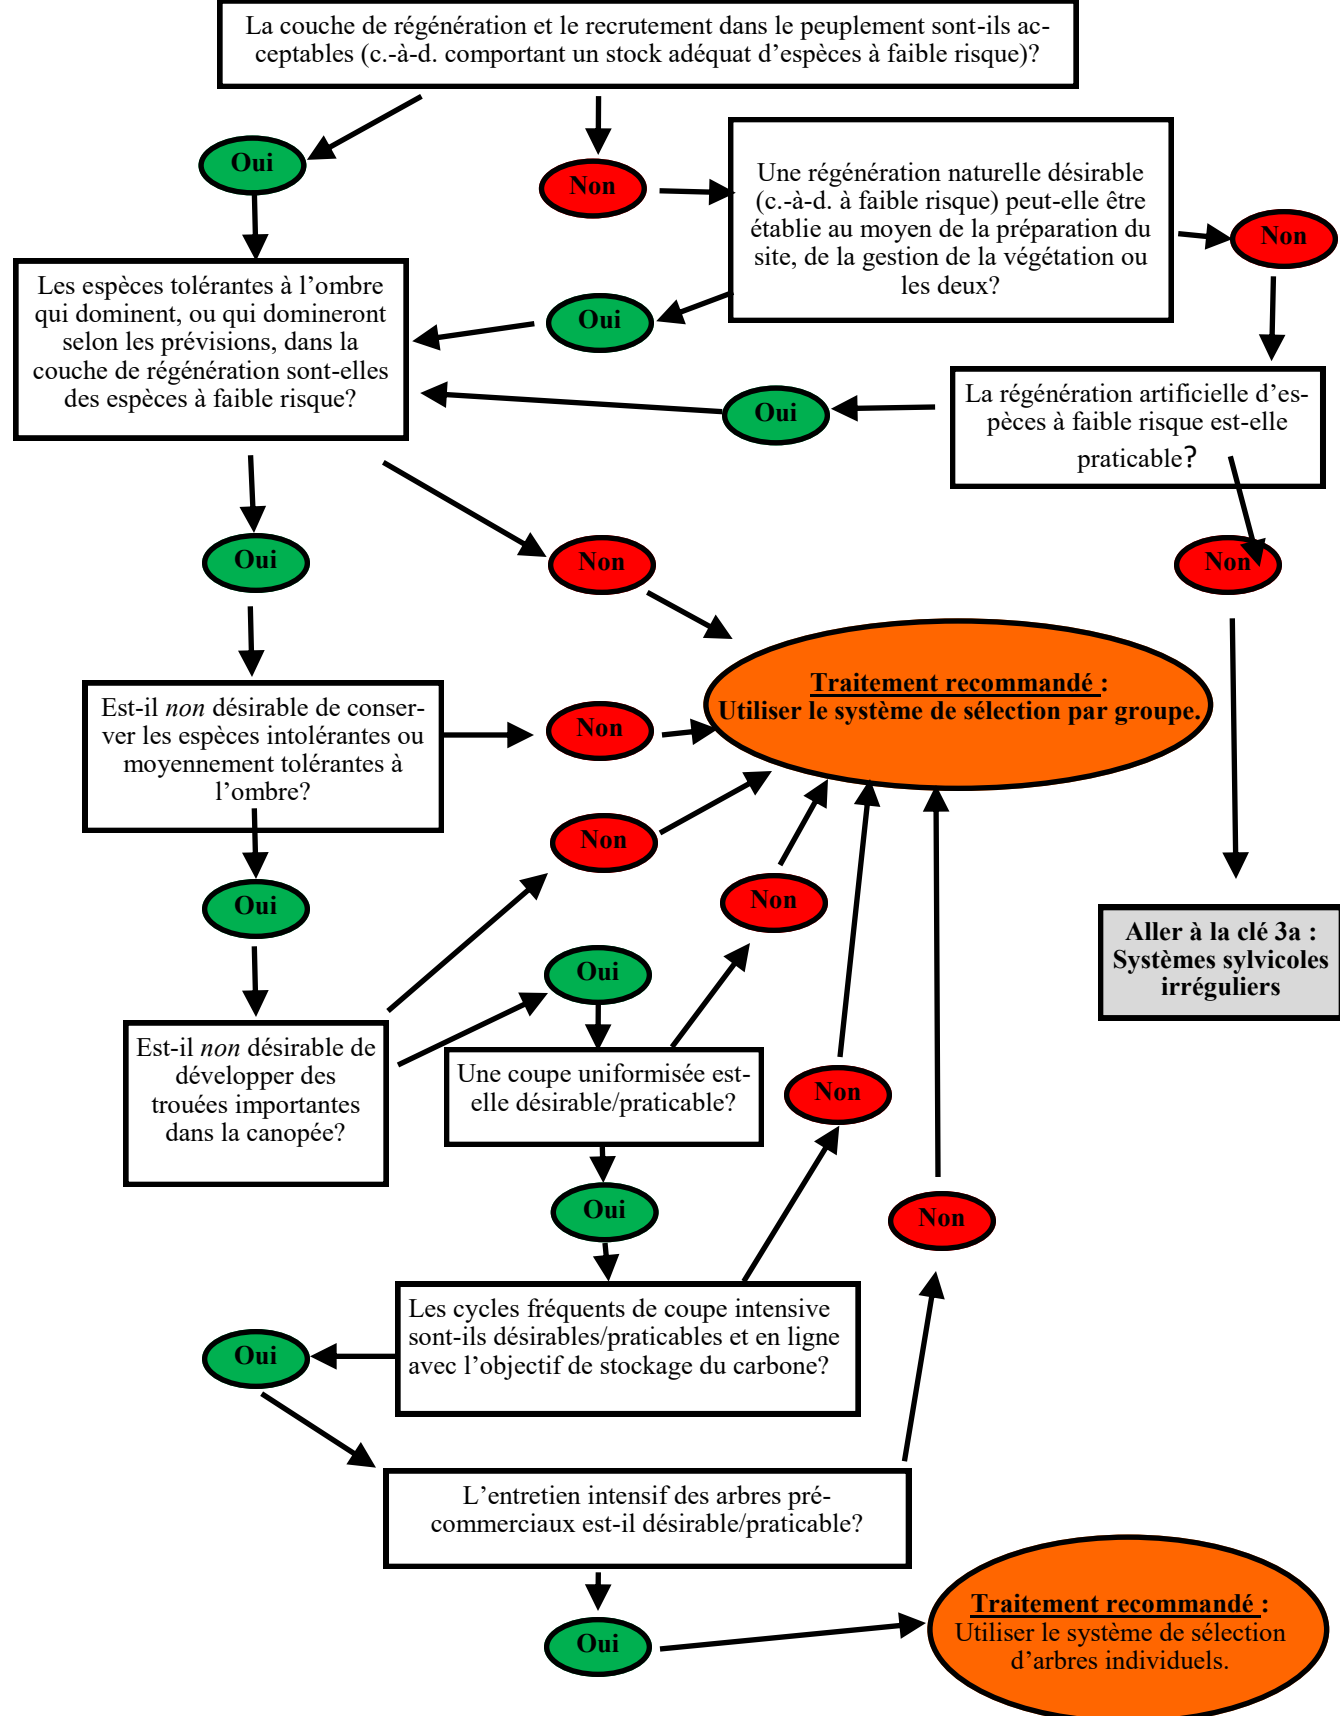 La couche de régénération et le recrutement dans le peuplement sont-ils ac-
ceptables (c.-à-d. comportant un stock adéquat d’espèces à faible risque)?
Oui
Non
Une régénération naturelle désirable
(c.-à-d. à faible risque) peut-elle être
établie au moyen de la préparation du
site, de la gestion de la végétation ou
les deux?
Non
Oui
Les espèces tolérantes à l’ombre
qui dominent, ou qui domineront
selon les prévisions, dans la
couche de régénération sont-elles
des espèces à faible risque?
La régénération artificielle d’es-
pèces à faible risque est-elle
praticable?
Oui
Oui
Non
Non
Traitement recommandé :
Utiliser le système de sélection par groupe.
Est-il non désirable de conser-
ver les espèces intolérantes ou
moyennement tolérantes à
l’ombre?
Non
Non
Oui
Non
Aller à la clé 3a :
Systèmes sylvicoles
irréguliers
Oui
Est-il non désirable de
développer des
trouées importantes
dans la canopée?
Une coupe uniformisée est-
elle désirable/praticable?
Non
Oui
Non
Les cycles fréquents de coupe intensive
sont-ils désirables/praticables et en ligne
avec l’objectif de stockage du carbone?
Oui
L’entretien intensif des arbres pré-
commerciaux est-il désirable/praticable?
Oui
Traitement recommandé :
Utiliser le système de sélection
d’arbres individuels.